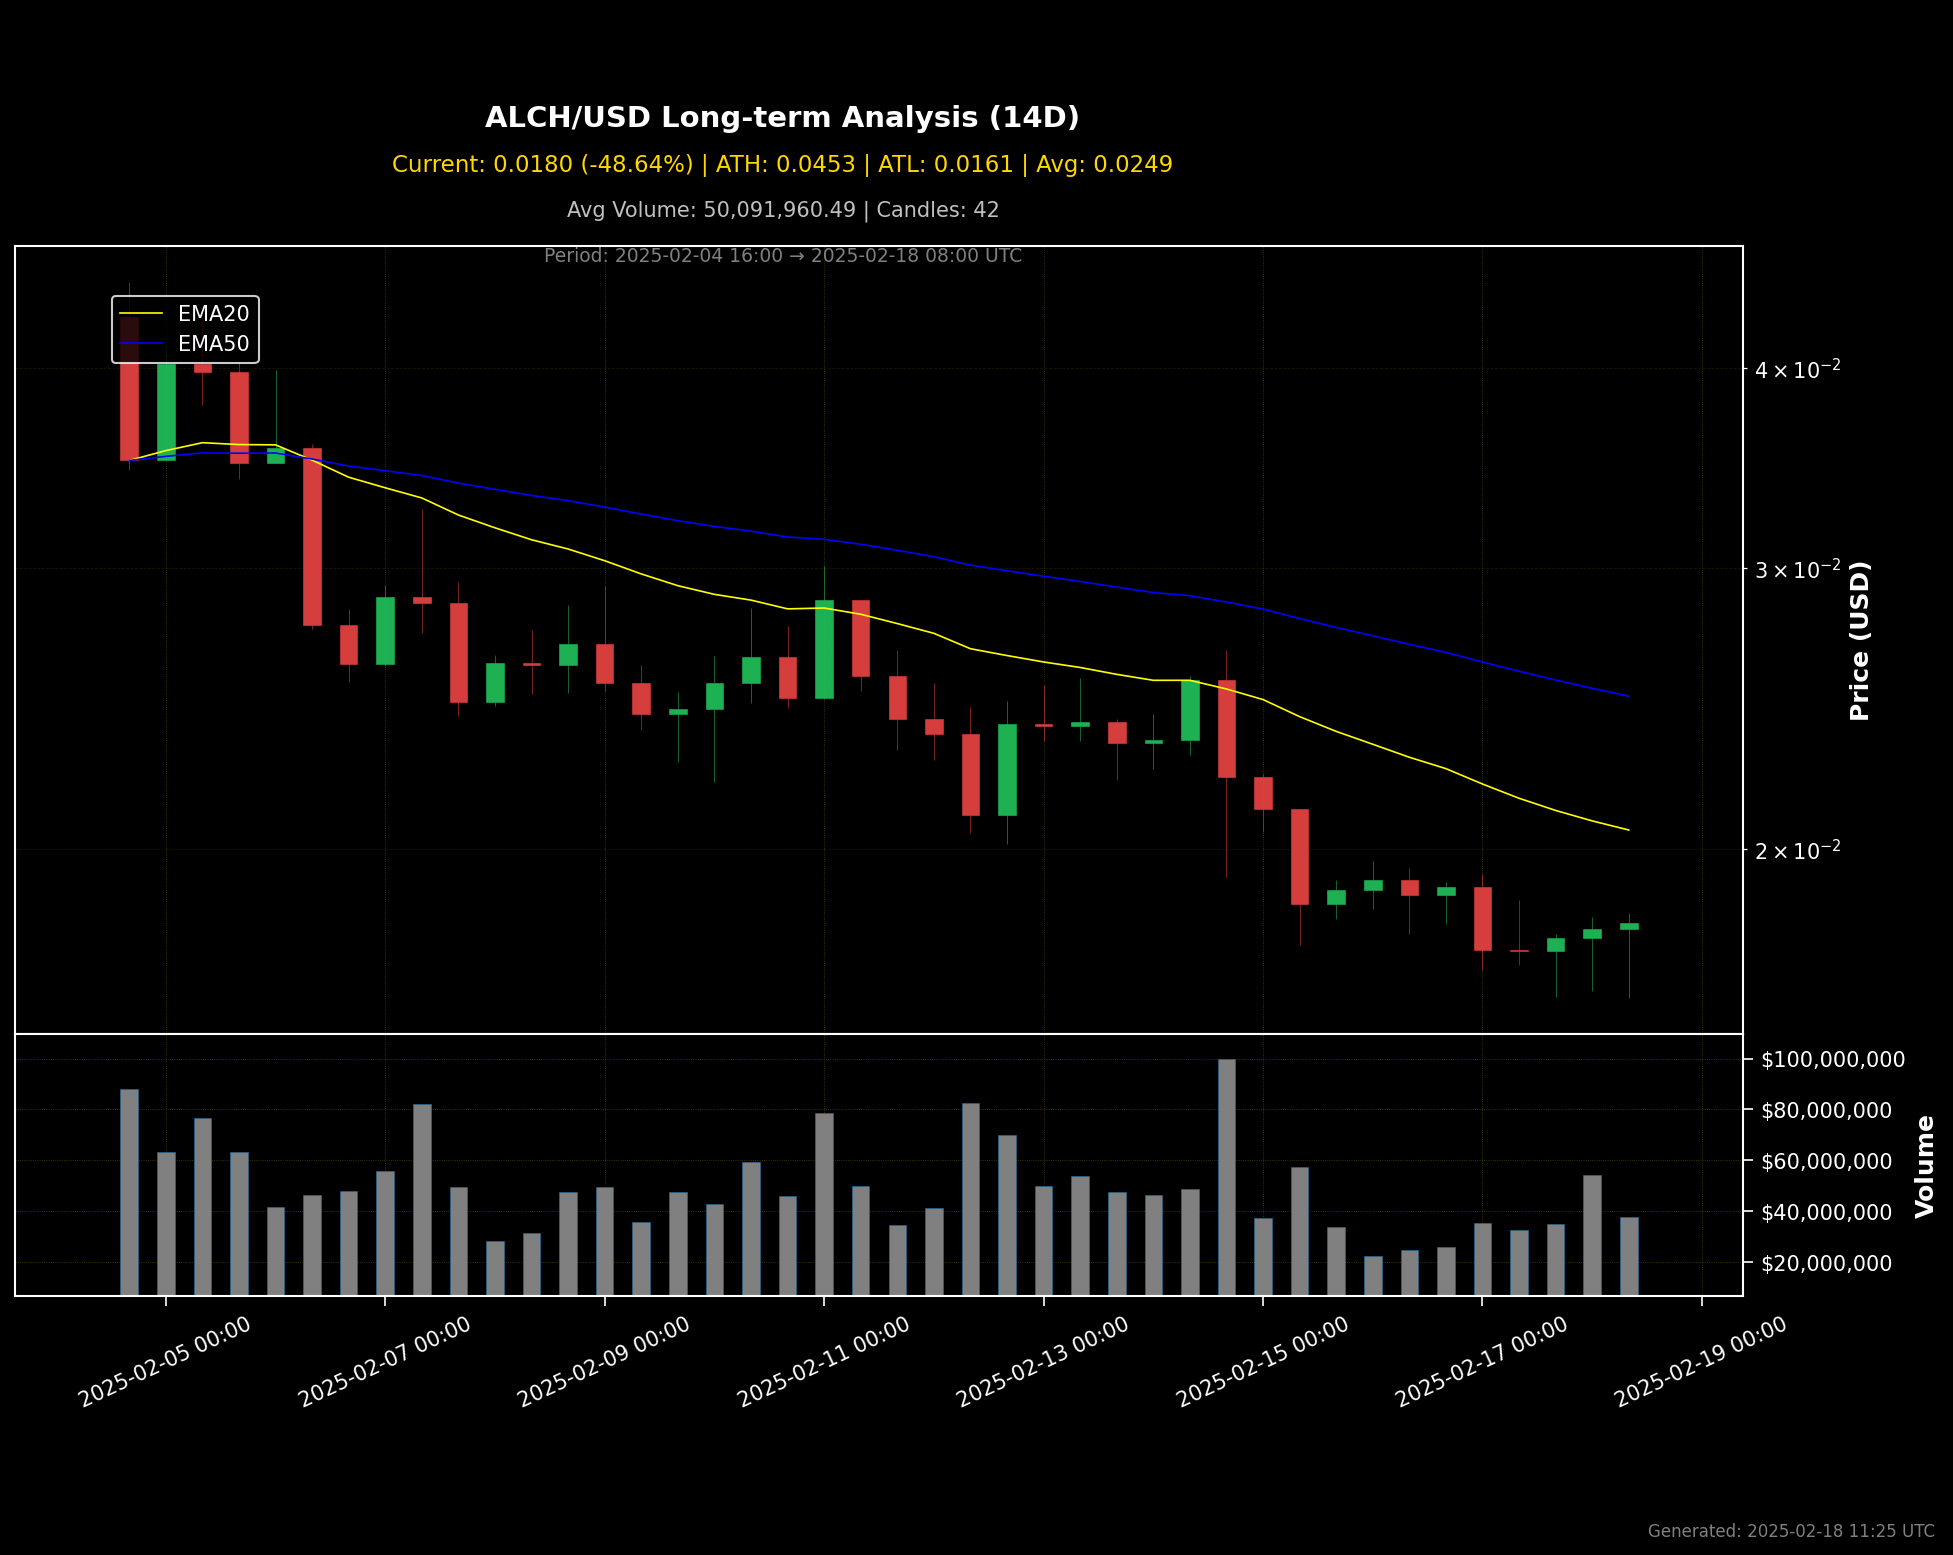 ALCH/USD Long-term Analysis (14D)
Current: 0.0180 (-48.64%) | ATH: 0.0453 | ATL: 0.0161 | Avg: 0.0249
Avg Volume: 50,091,960.49 | Candles: 42
Period: 2025-02-04 16:00 → 2025-02-18 08:00 UTC
EMA20
EMA50
4 × 10⁻²
3 × 10⁻²
2 × 10⁻²
Price (USD)
$100,000,000
$80,000,000
$60,000,000
$40,000,000
$20,000,000
Volume
2025-02-05 00:00
2025-02-07 00:00
2025-02-09 00:00
2025-02-11 00:00
2025-02-13 00:00
2025-02-15 00:00
2025-02-17 00:00
2025-02-19 00:00
Generated: 2025-02-18 11:25 UTC